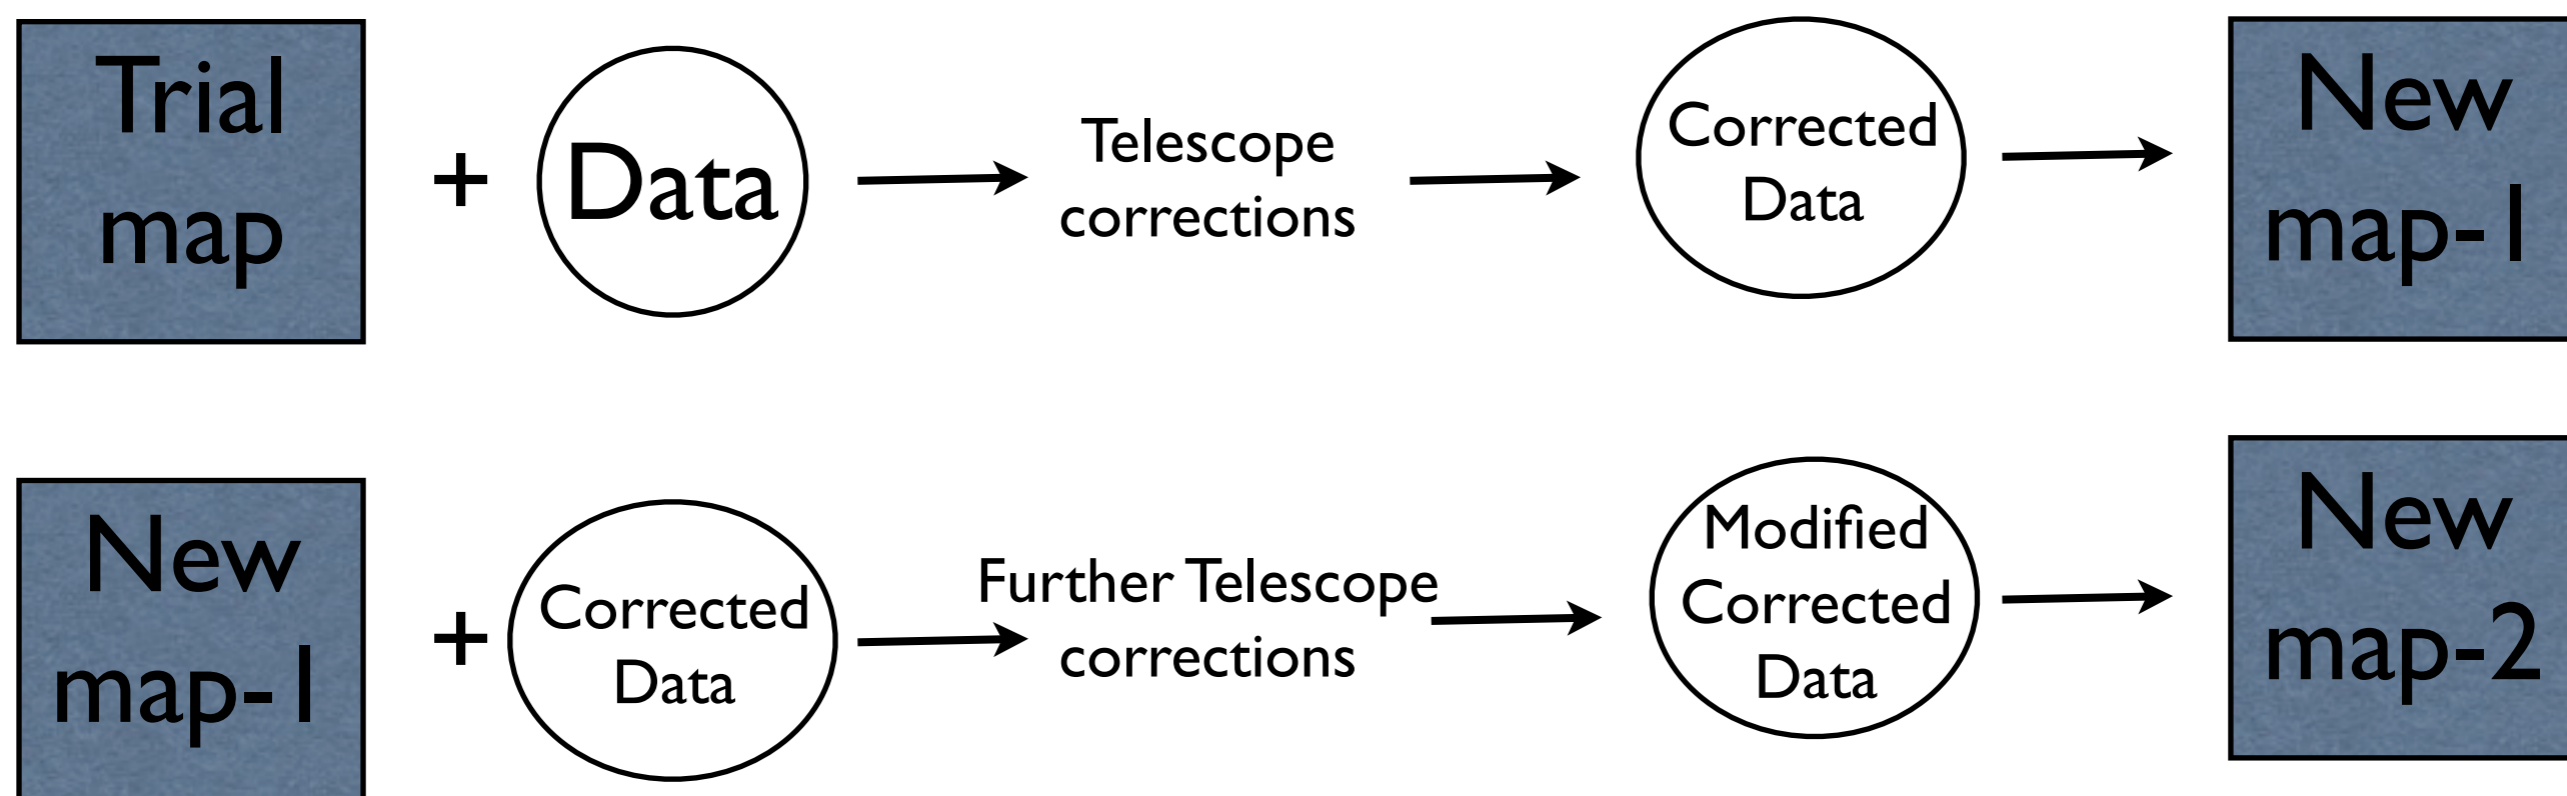 Trial
map
+
Data
Telescope
corrections
Corrected
Data
New
map-1
New
map-1
+
Corrected
Data
Further Telescope
corrections
Modified
Corrected
Data
New
map-2